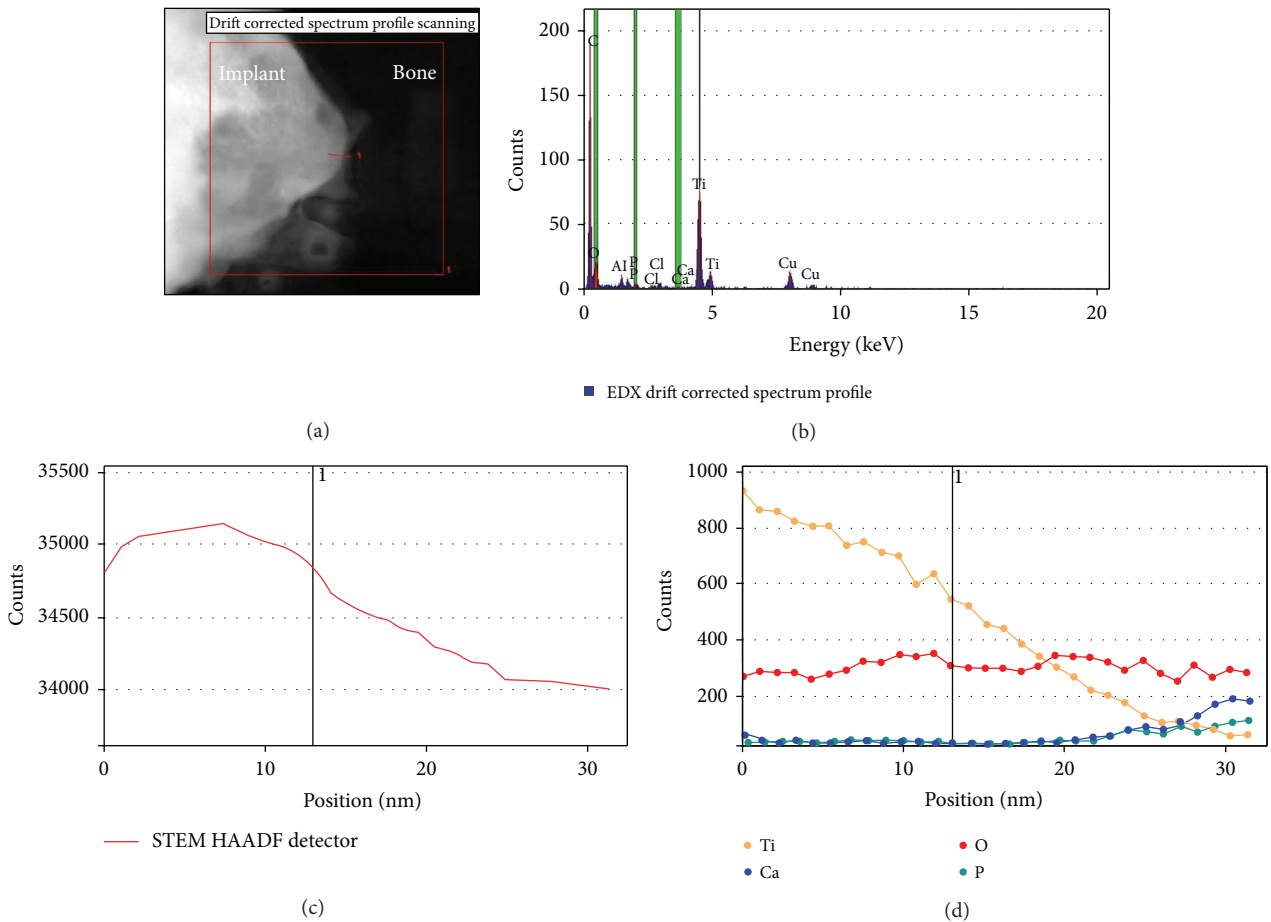 Drift corrected spectrum profile scanning
Implant
Bone
1
1
(a)
200
150
100
50
0
Counts
C
O
Al
P
P
Cl
Cl
Ca
Ca
Ti
Ti
Cu
Cu
0
5
10
15
20
Energy (keV)
EDX drift corrected spectrum profile
(b)
35500
35000
34500
34000
Counts
1
0
10
20
30
Position (nm)
STEM HAADF detector
(c)
1000
800
600
400
200
Counts
1
0
10
20
30
Position (nm)
Ti
O
Ca
P
(d)